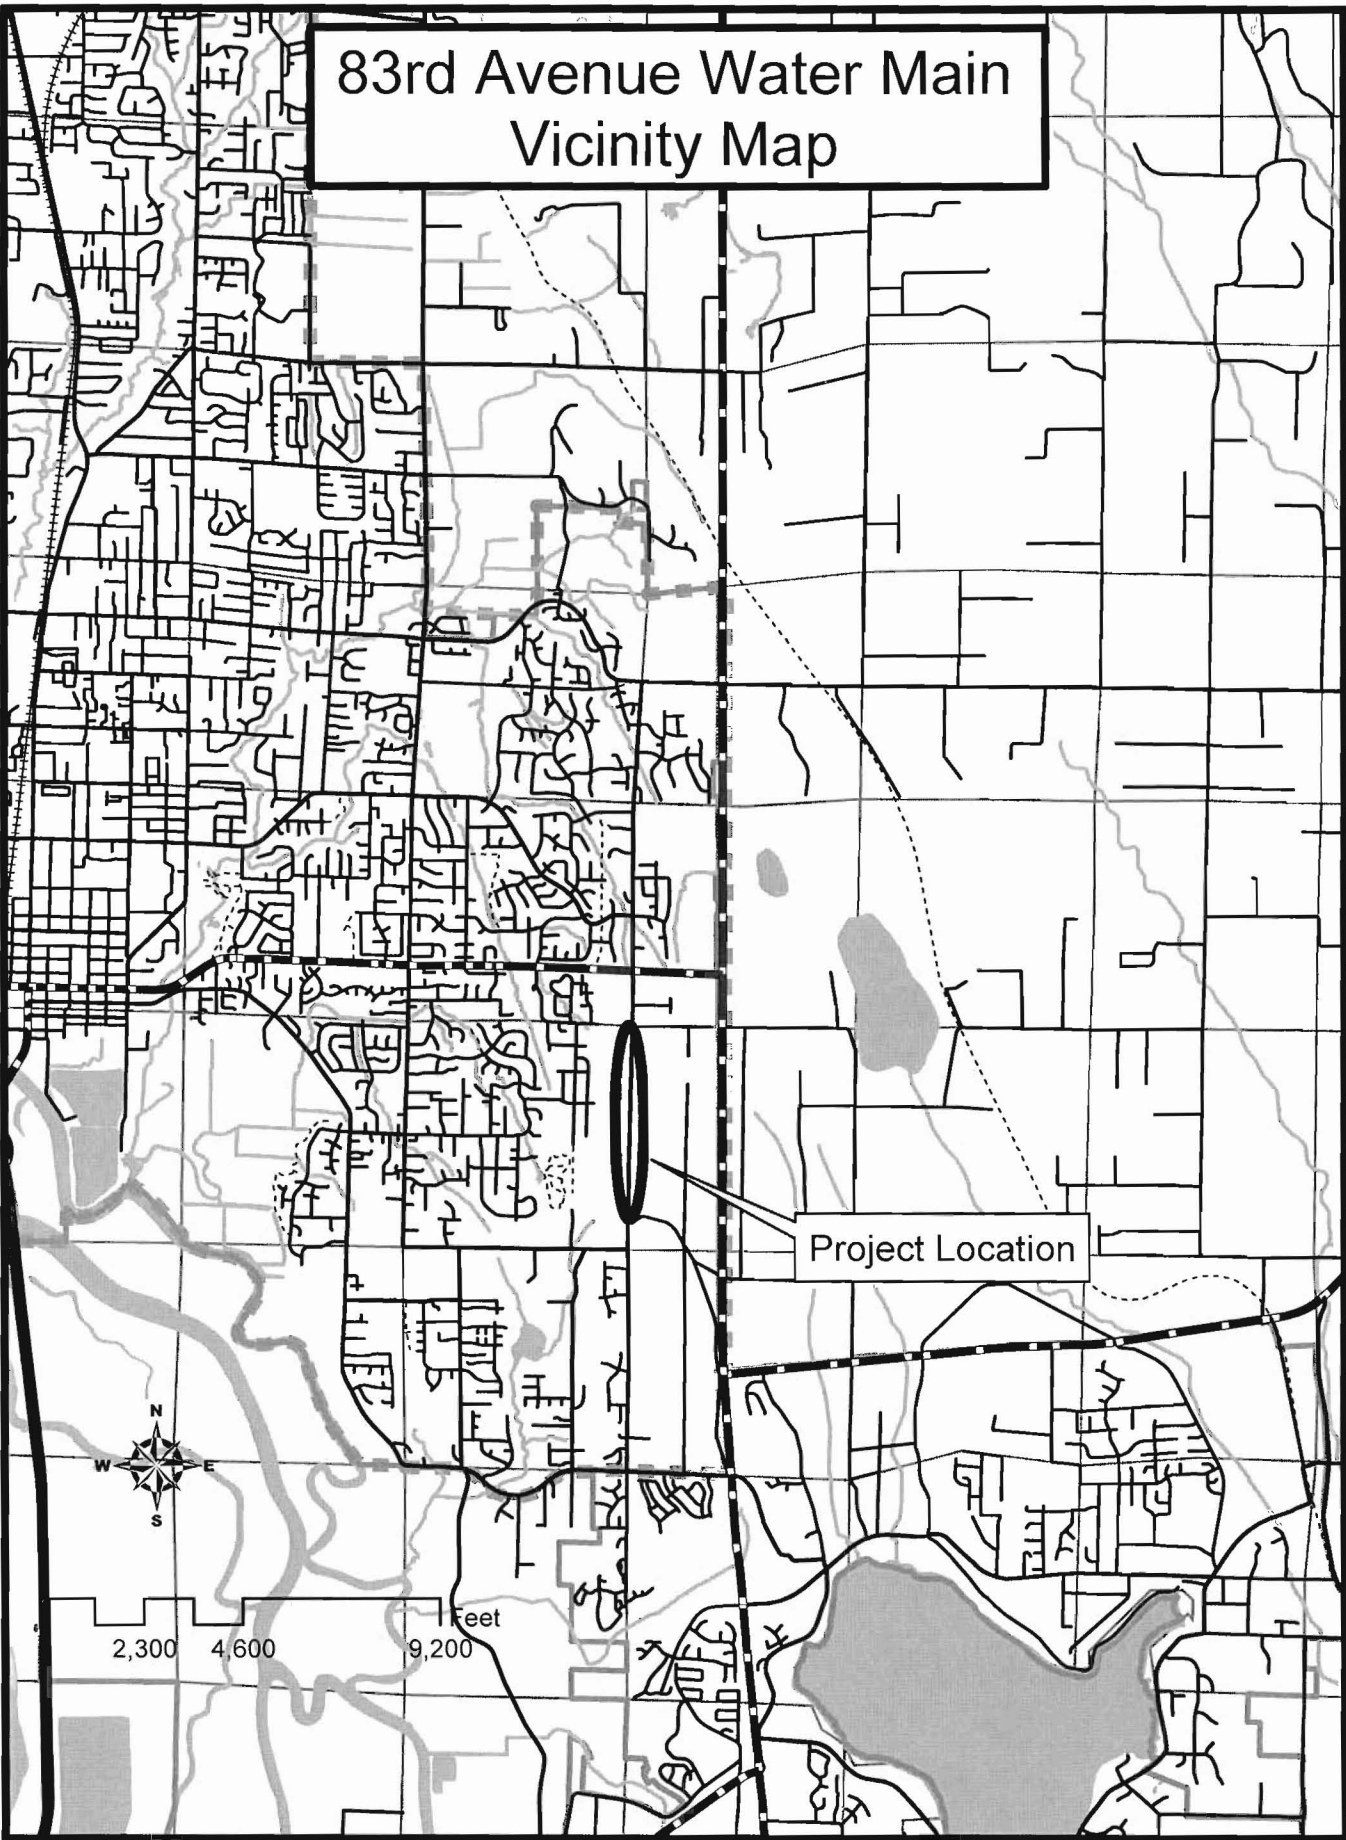 83rd Avenue Water Main
Vicinity Map
Project Location
N
W E
S
Feet
2,300 4,600 9,200